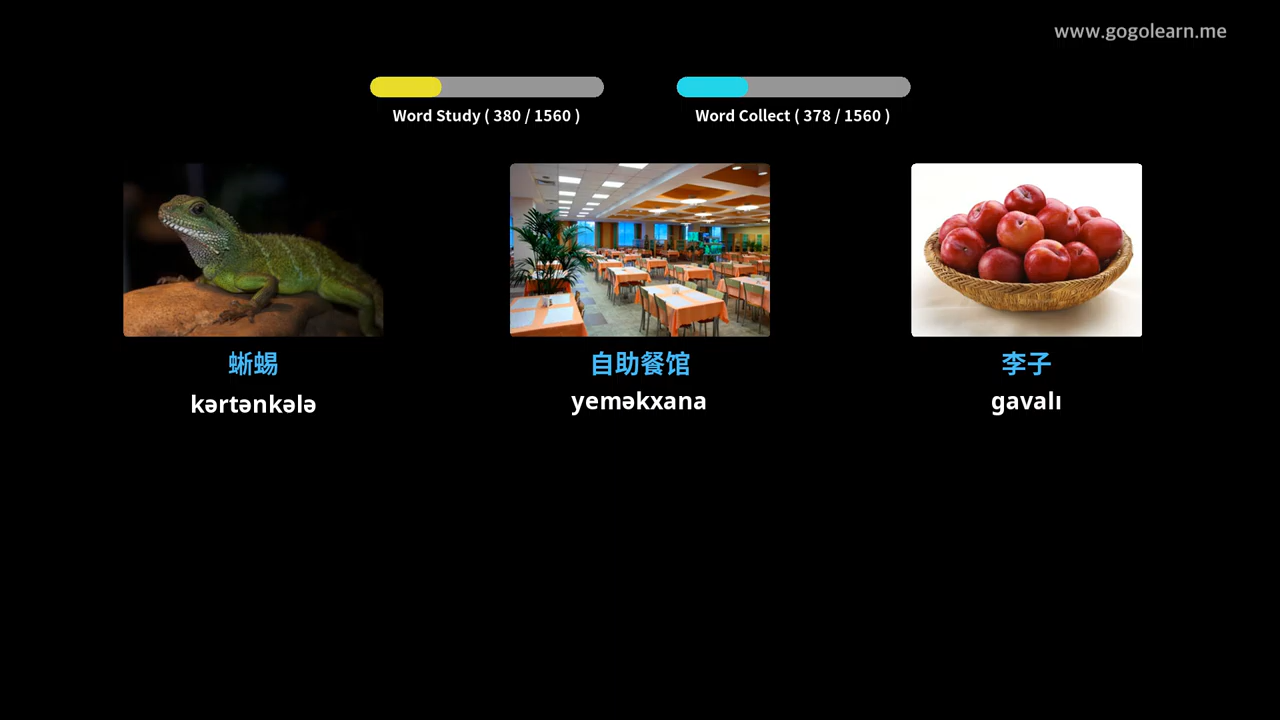 www.gogolearn.me
Word Study ( 380 / 1560 )
Word Collect ( 378 / 1560 )
蜥蜴
自助餐馆
李子
kərtənkələ
yeməkxana
gavalı